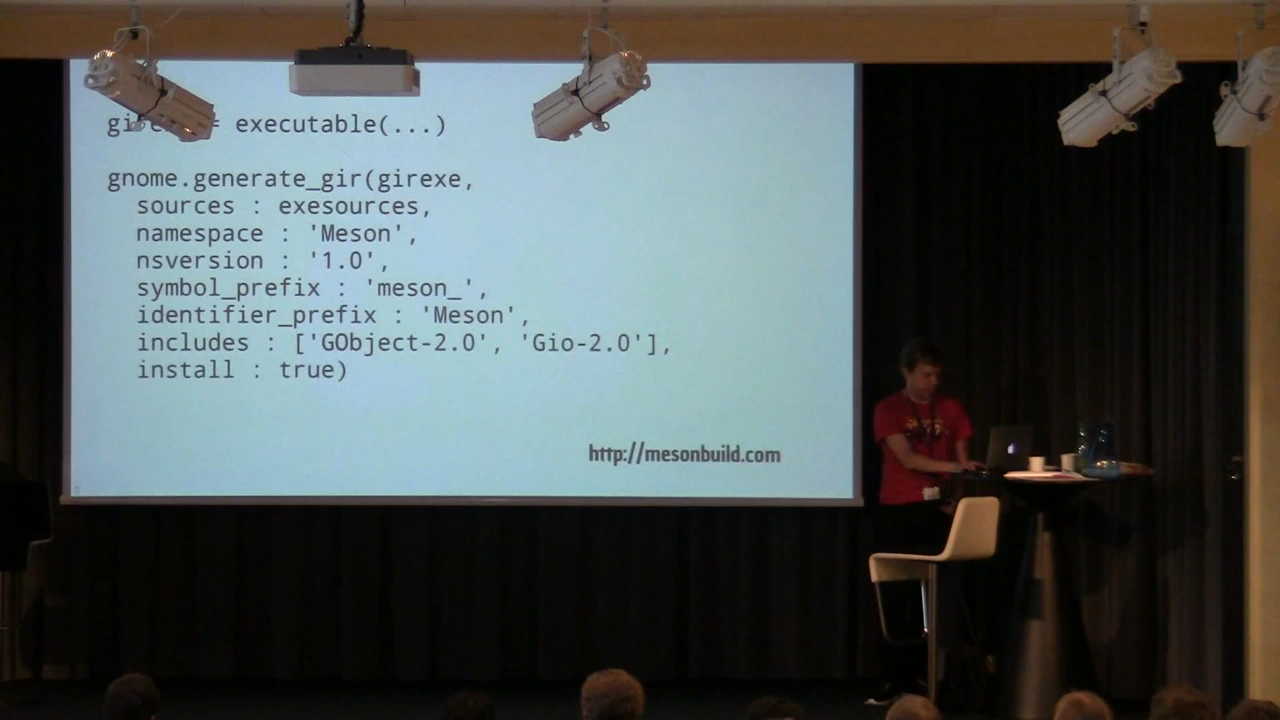 = executable(...)
gnome.generate_gir(girexe,
sources : exesources,
namespace : 'Meson',
nsversion : '1.0',
symbol_prefix : 'meson_',
identifier_prefix : 'Meson',
includes : ['GObject-2.0', 'Gio-2.0'],
install : true)
http://mesonbuild.com